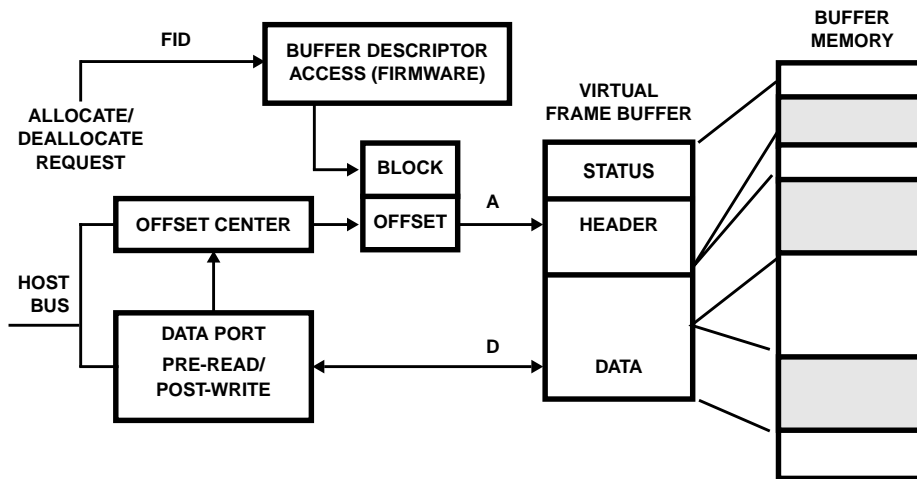 BUFFER
MEMORY
FID
BUFFER DESCRIPTOR
ACCESS (FIRMWARE)
VIRTUAL
FRAME BUFFER
ALLOCATE/
DEALLOCATE
REQUEST
BLOCK
STATUS
OFFSET CENTER
OFFSET
A
HEADER
HOST
BUS
DATA PORT
PRE-READ/
POST-WRITE
D
DATA